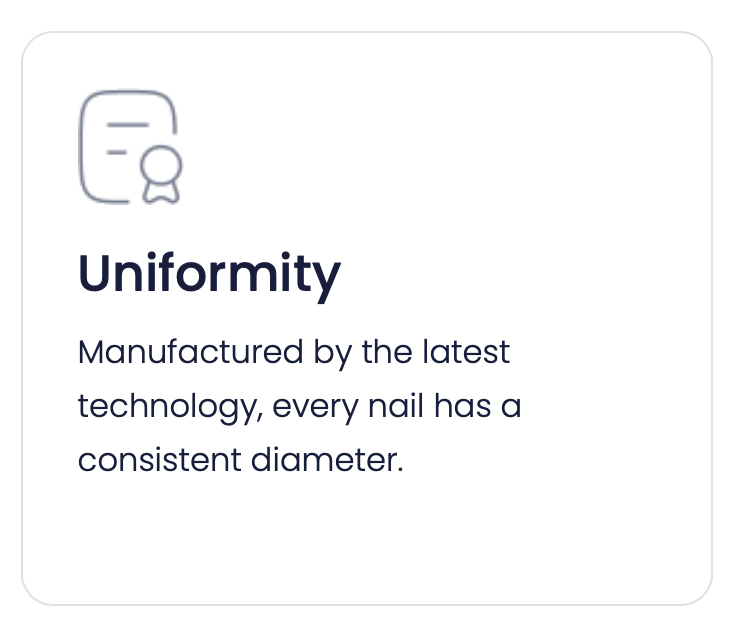 Uniformity
Manufactured by the latest
technology, every nail has a
consistent diameter.